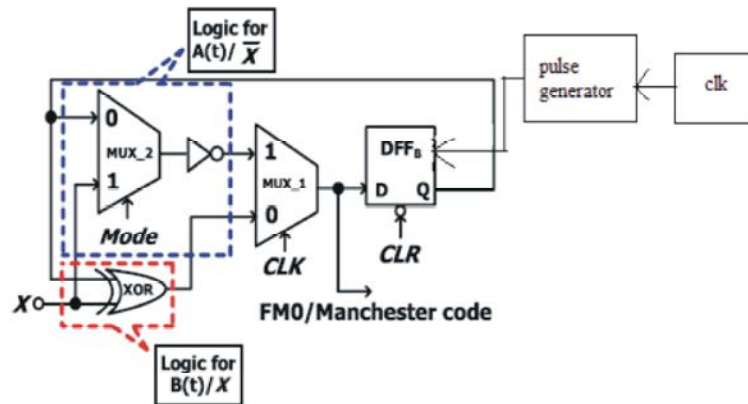 Logic for
A(t)/ X̅
pulse
generator
clk
0
MUX_2
1
Mode
1
MUX_1
0
CLK
DFFB
D Q
CLR
X
XOR
FM0/Manchester code
Logic for
B(t)/X